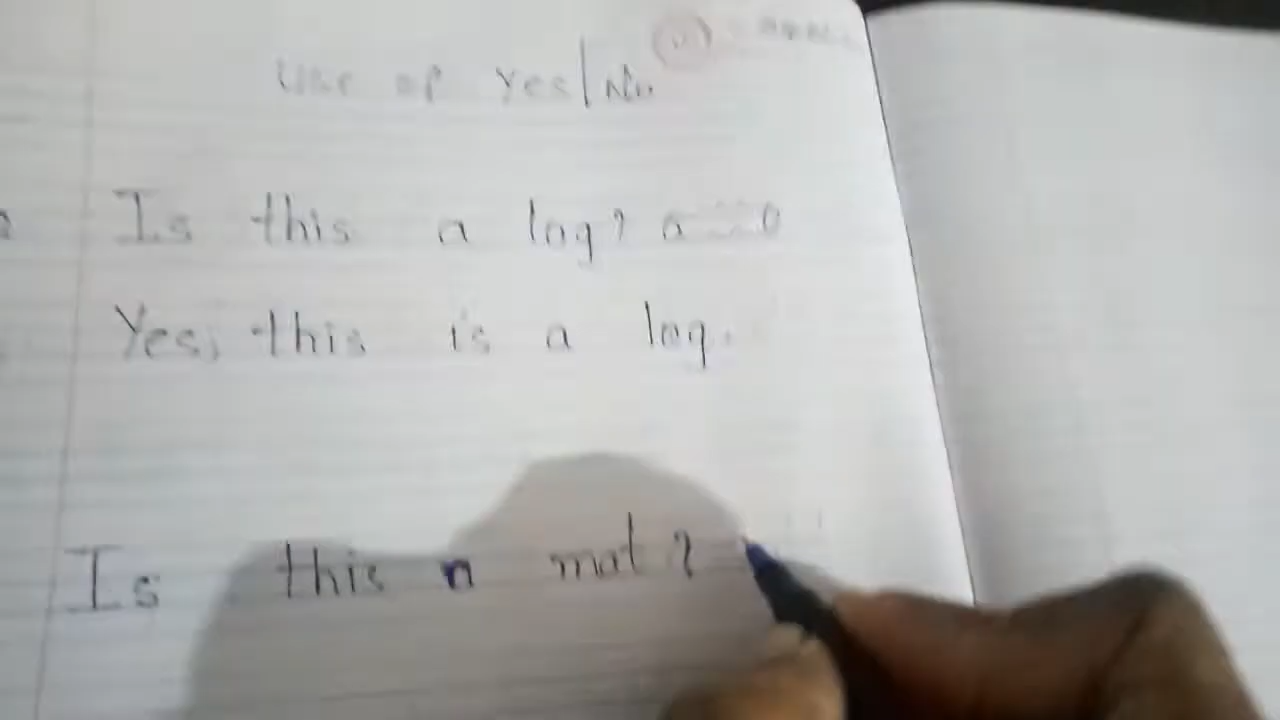 Use of Yes/No
Is this a log?
Yes, this is a log.
Is this a mat?